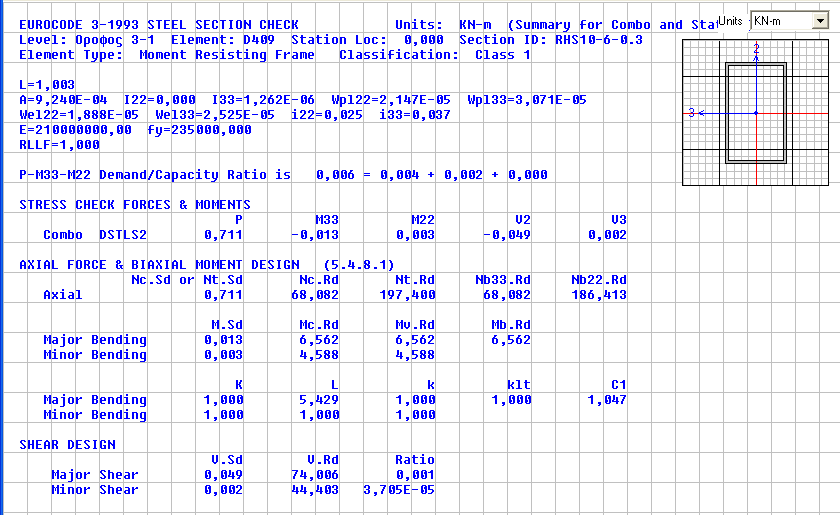 EUROCODE 3-1993 STEEL SECTION CHECK Units: KN-m (Summary for Combo and Stat
Units KN-m
Level: Οροφος 3-1 Element: D409 Station Loc: 0,000 Section ID: RHS10-6-0.3
Element Type: Moment Resisting Frame Classification: Class 1
2
3
L=1,003
A=9,240E-04 I22=0,000 I33=1,262E-06 Wpl22=2,147E-05 Wpl33=3,071E-05
Wel22=1,888E-05 Wel33=2,525E-05 i22=0,025 i33=0,037
E=210000000,00 fy=235000,000
RLLF=1,000
P-M33-M22 Demand/Capacity Ratio is 0,006 = 0,004 + 0,002 + 0,000
STRESS CHECK FORCES & MOMENTS
P M33 M22 V2 V3
Combo DSTLS2 0,711 -0,013 0,003 -0,049 0,002
AXIAL FORCE & BIAXIAL MOMENT DESIGN (5.4.8.1)
Nc.Sd or Nt.Sd Nc.Rd Nt.Rd Nb33.Rd Nb22.Rd
Axial 0,711 68,082 197,400 68,082 186,413
M.Sd Mc.Rd Mv.Rd Mb.Rd
Major Bending 0,013 6,562 6,562 6,562
Minor Bending 0,003 4,588 4,588
K L k klt C1
Major Bending 1,000 5,429 1,000 1,000 1,047
Minor Bending 1,000 1,000 1,000
SHEAR DESIGN
V.Sd V.Rd Ratio
Major Shear 0,049 74,006 0,001
Minor Shear 0,002 44,403 3,705E-05